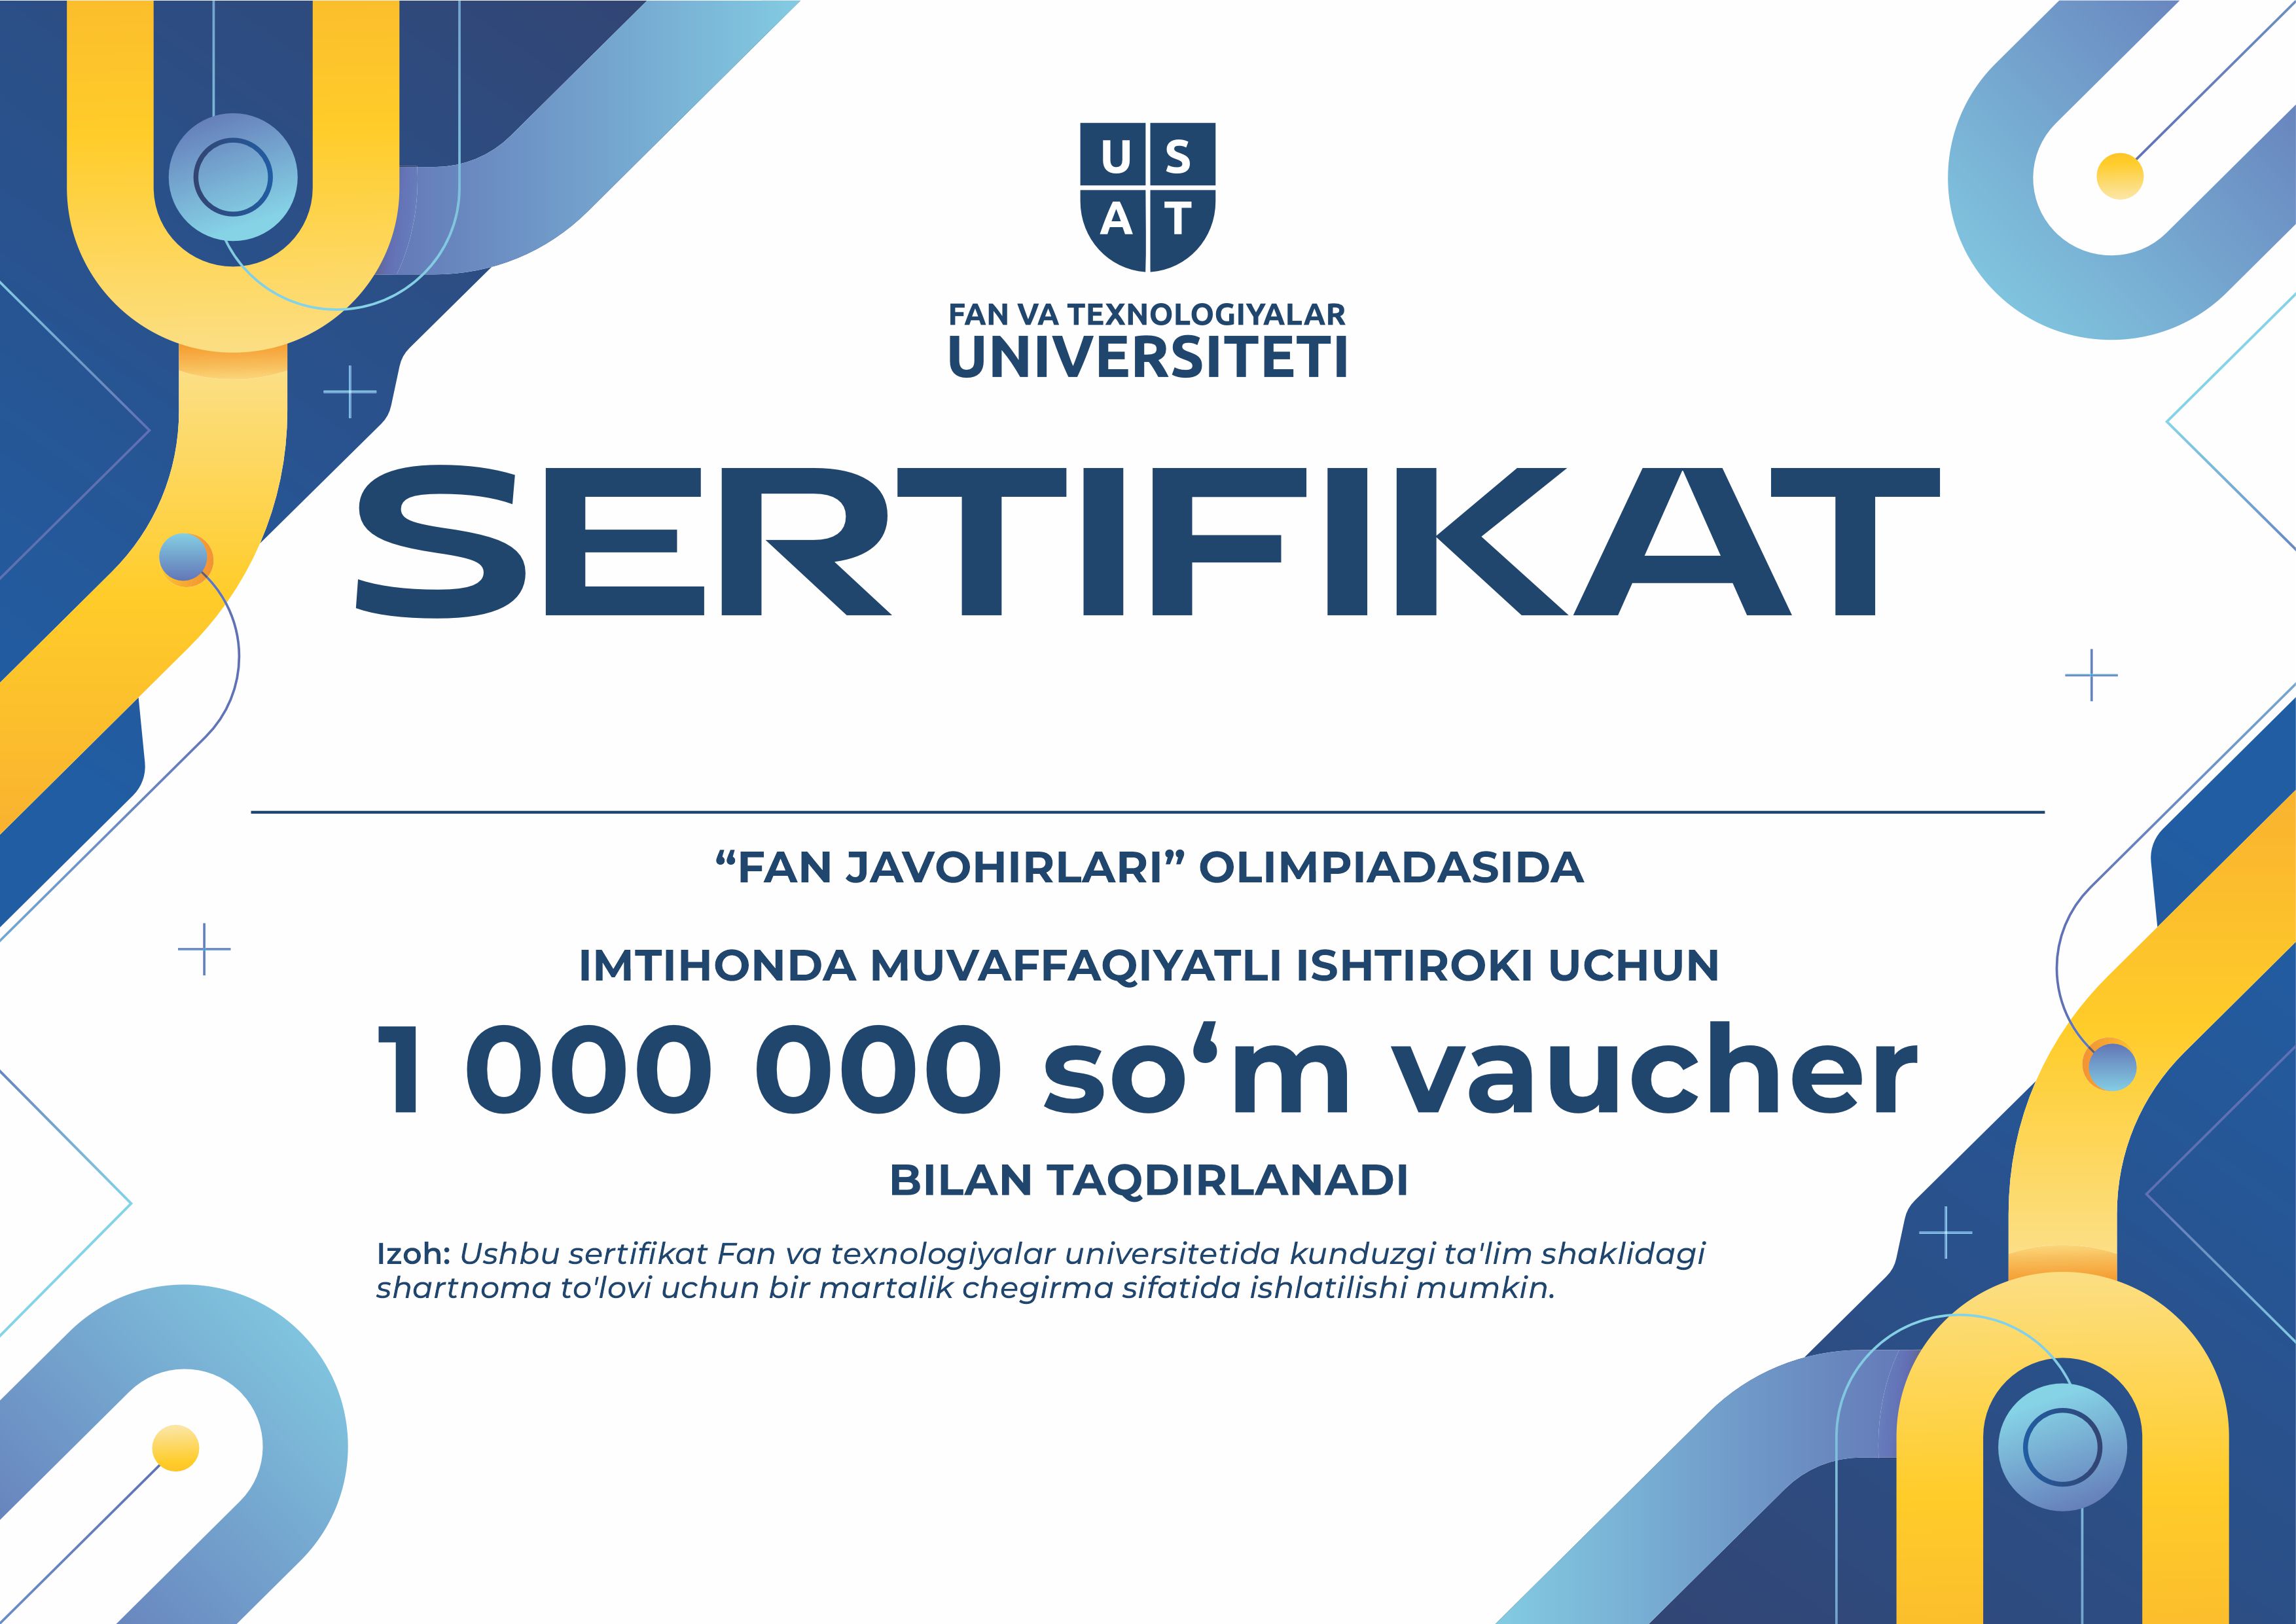 U S
A T
FAN VA TEXNOLOGIYALAR
UNIVERSITETI
SERTIFIKAT
“FAN JAVOHIRLARI” OLIMPIADASIDA
IMTIHONDA MUVAFFAQIYATLI ISHTIROKI UCHUN
1 000 000 so‘m vaucher
BILAN TAQDIRLANADI
Izoh: Ushbu sertifikat Fan va texnologiyalar universitetida kunduzgi ta'lim shaklidagi
shartnoma to'lovi uchun bir martalik chegirma sifatida ishlatilishi mumkin.